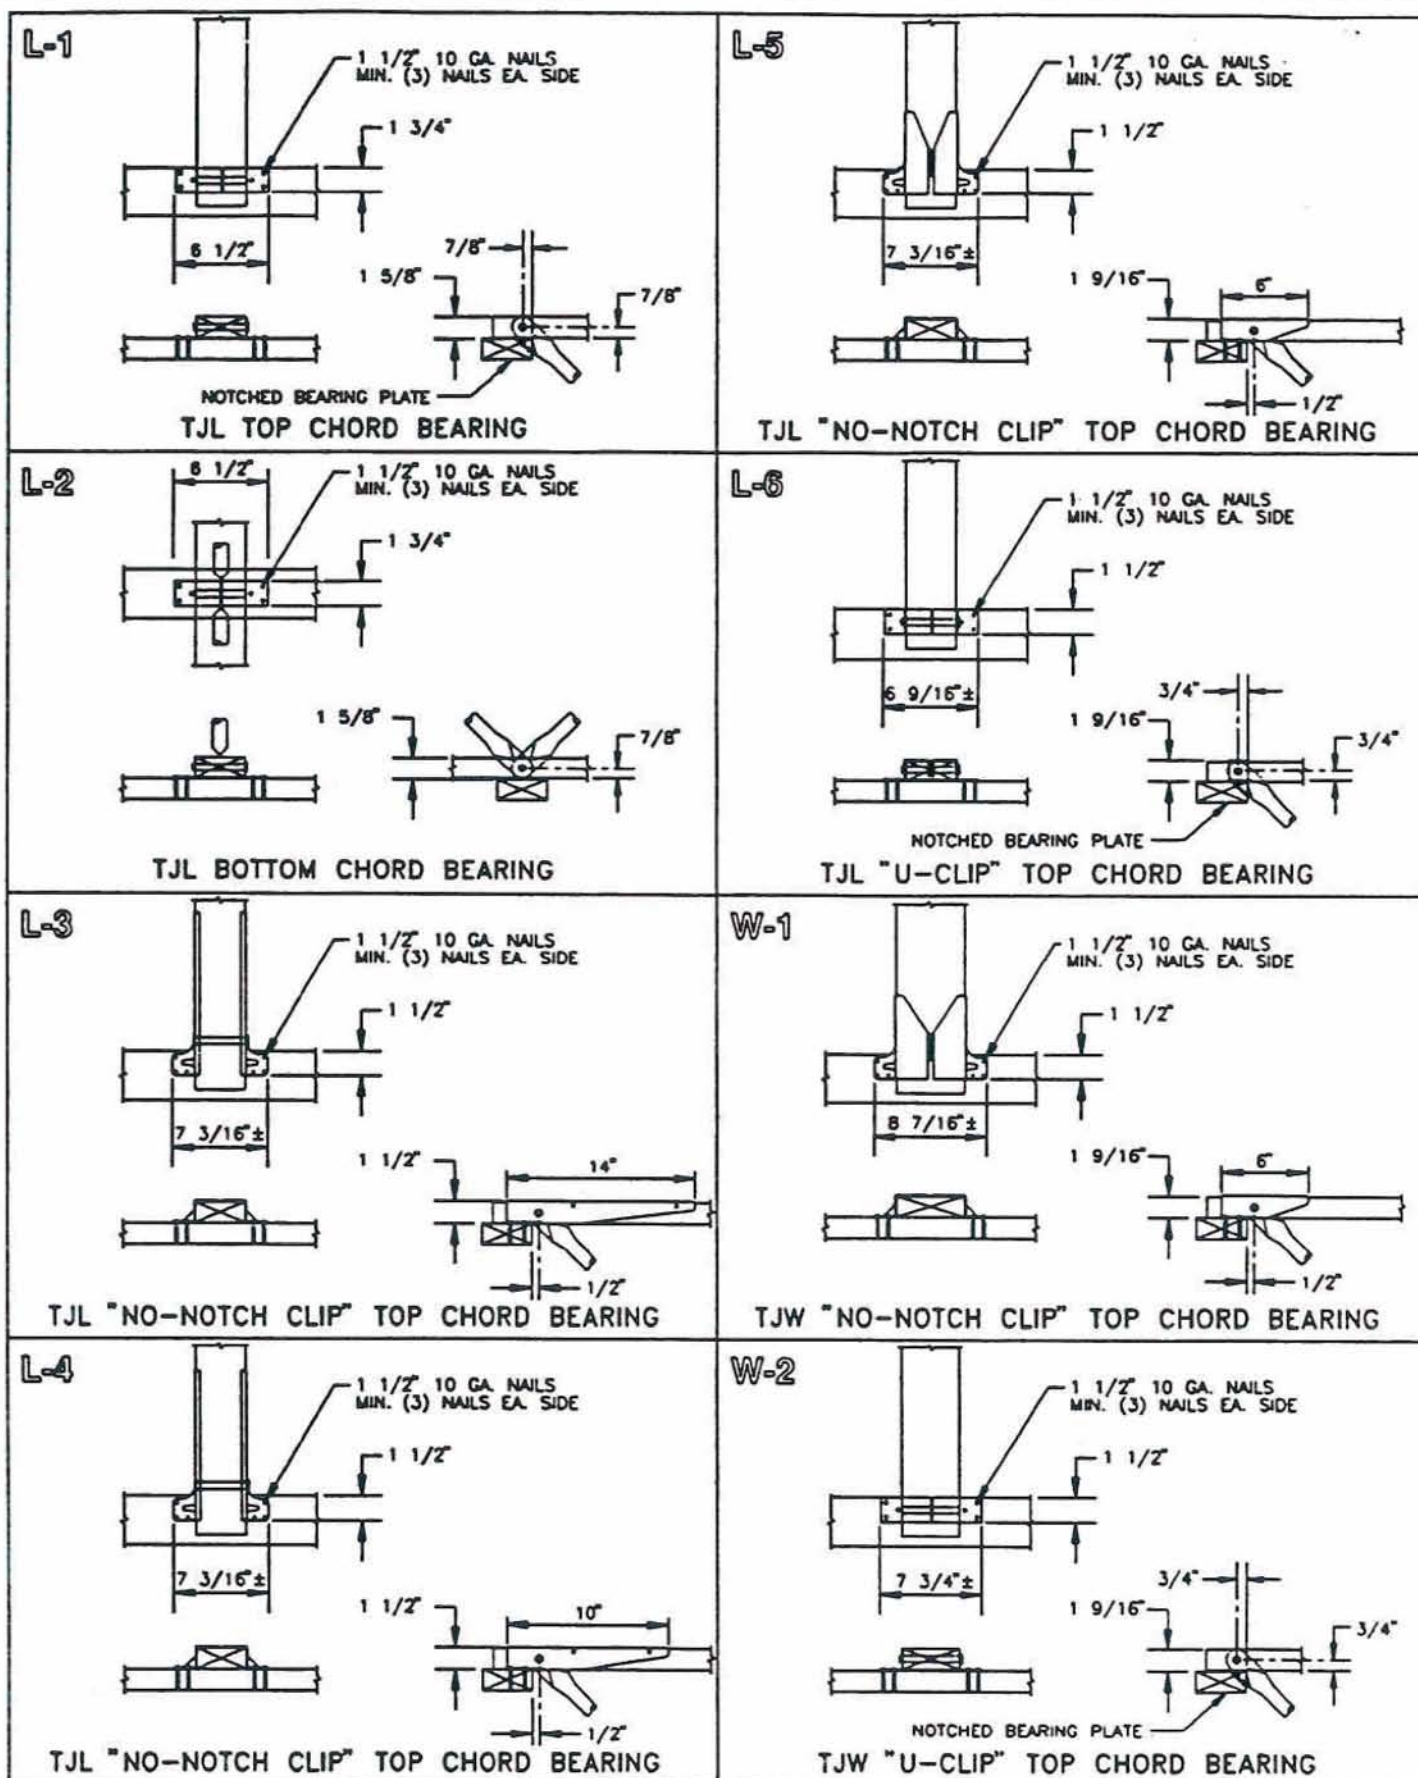 L-1
1 1/2" 10 GA. NAILS
MIN. (3) NAILS EA. SIDE
1 3/4"
6 1/2"
7/8"
1 5/8"
7/8"
NOTCHED BEARING PLATE
TJL TOP CHORD BEARING
L-5
1 1/2" 10 GA. NAILS
MIN. (3) NAILS EA. SIDE
1 1/2"
7 3/16"±
1 9/16"
6"
1/2"
TJL "NO-NOTCH CLIP" TOP CHORD BEARING
L-2
6 1/2"
1 1/2" 10 GA. NAILS
MIN. (3) NAILS EA. SIDE
1 3/4"
1 5/8"
7/8"
TJL BOTTOM CHORD BEARING
L-6
1 1/2" 10 GA. NAILS
MIN. (3) NAILS EA. SIDE
1 1/2"
6 9/16"±
3/4"
1 9/16"
3/4"
NOTCHED BEARING PLATE
TJL "U-CLIP" TOP CHORD BEARING
L-3
1 1/2" 10 GA. NAILS
MIN. (3) NAILS EA. SIDE
1 1/2"
7 3/16"±
1 1/2"
14"
1/2"
TJL "NO-NOTCH CLIP" TOP CHORD BEARING
W-1
1 1/2" 10 GA. NAILS
MIN. (3) NAILS EA. SIDE
1 1/2"
8 7/16"±
1 9/16"
6"
1/2"
TJW "NO-NOTCH CLIP" TOP CHORD BEARING
L-4
1 1/2" 10 GA. NAILS
MIN. (3) NAILS EA. SIDE
1 1/2"
7 3/16"±
1 1/2"
10"
1/2"
TJL "NO-NOTCH CLIP" TOP CHORD BEARING
W-2
1 1/2" 10 GA. NAILS
MIN. (3) NAILS EA. SIDE
1 1/2"
7 3/4"±
3/4"
1 9/16"
3/4"
NOTCHED BEARING PLATE
TJW "U-CLIP" TOP CHORD BEARING